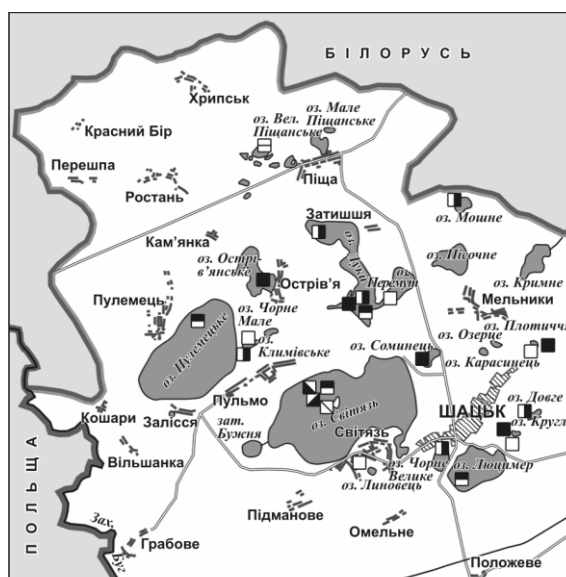 БІЛОРУСЬ
Хрипськ
оз. Мале
Піщанське
оз. Вел.
Піщанське
Красний Бір
Перешпа
Ростань
Піща
Затишшя
оз. Мошне
Кам'янка
оз. Острів-
в'янське
оз. Луки
Перемут
оз.
оз. Пісочне
оз. Кримне
Пулемець
Острів'я
оз. Чорне
Мале
Мельники
оз. Плотиччя
оз. Озерце
оз. Пулемецьке
оз.
Климівське
оз. Соминець
оз. Карасинець
Пульмо
оз. Світязь
ШАЦЬК
оз. Довге
оз. Кругле
Кошари
Залісся
зат.
Бужня
Світязь
Вільшанка
оз. Чорне
Велике
оз. Люцимер
оз. Линовець
ПОЛЬЩА
Підманове
Омельне
Зах.
Буг
Грабове
Положеве